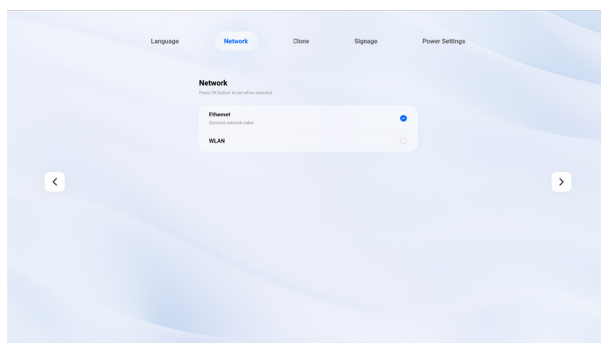 Language Network Clone Signage Power Settings
Network
Press OK button to set when selected
Ethernet
Connect network cable
WLAN